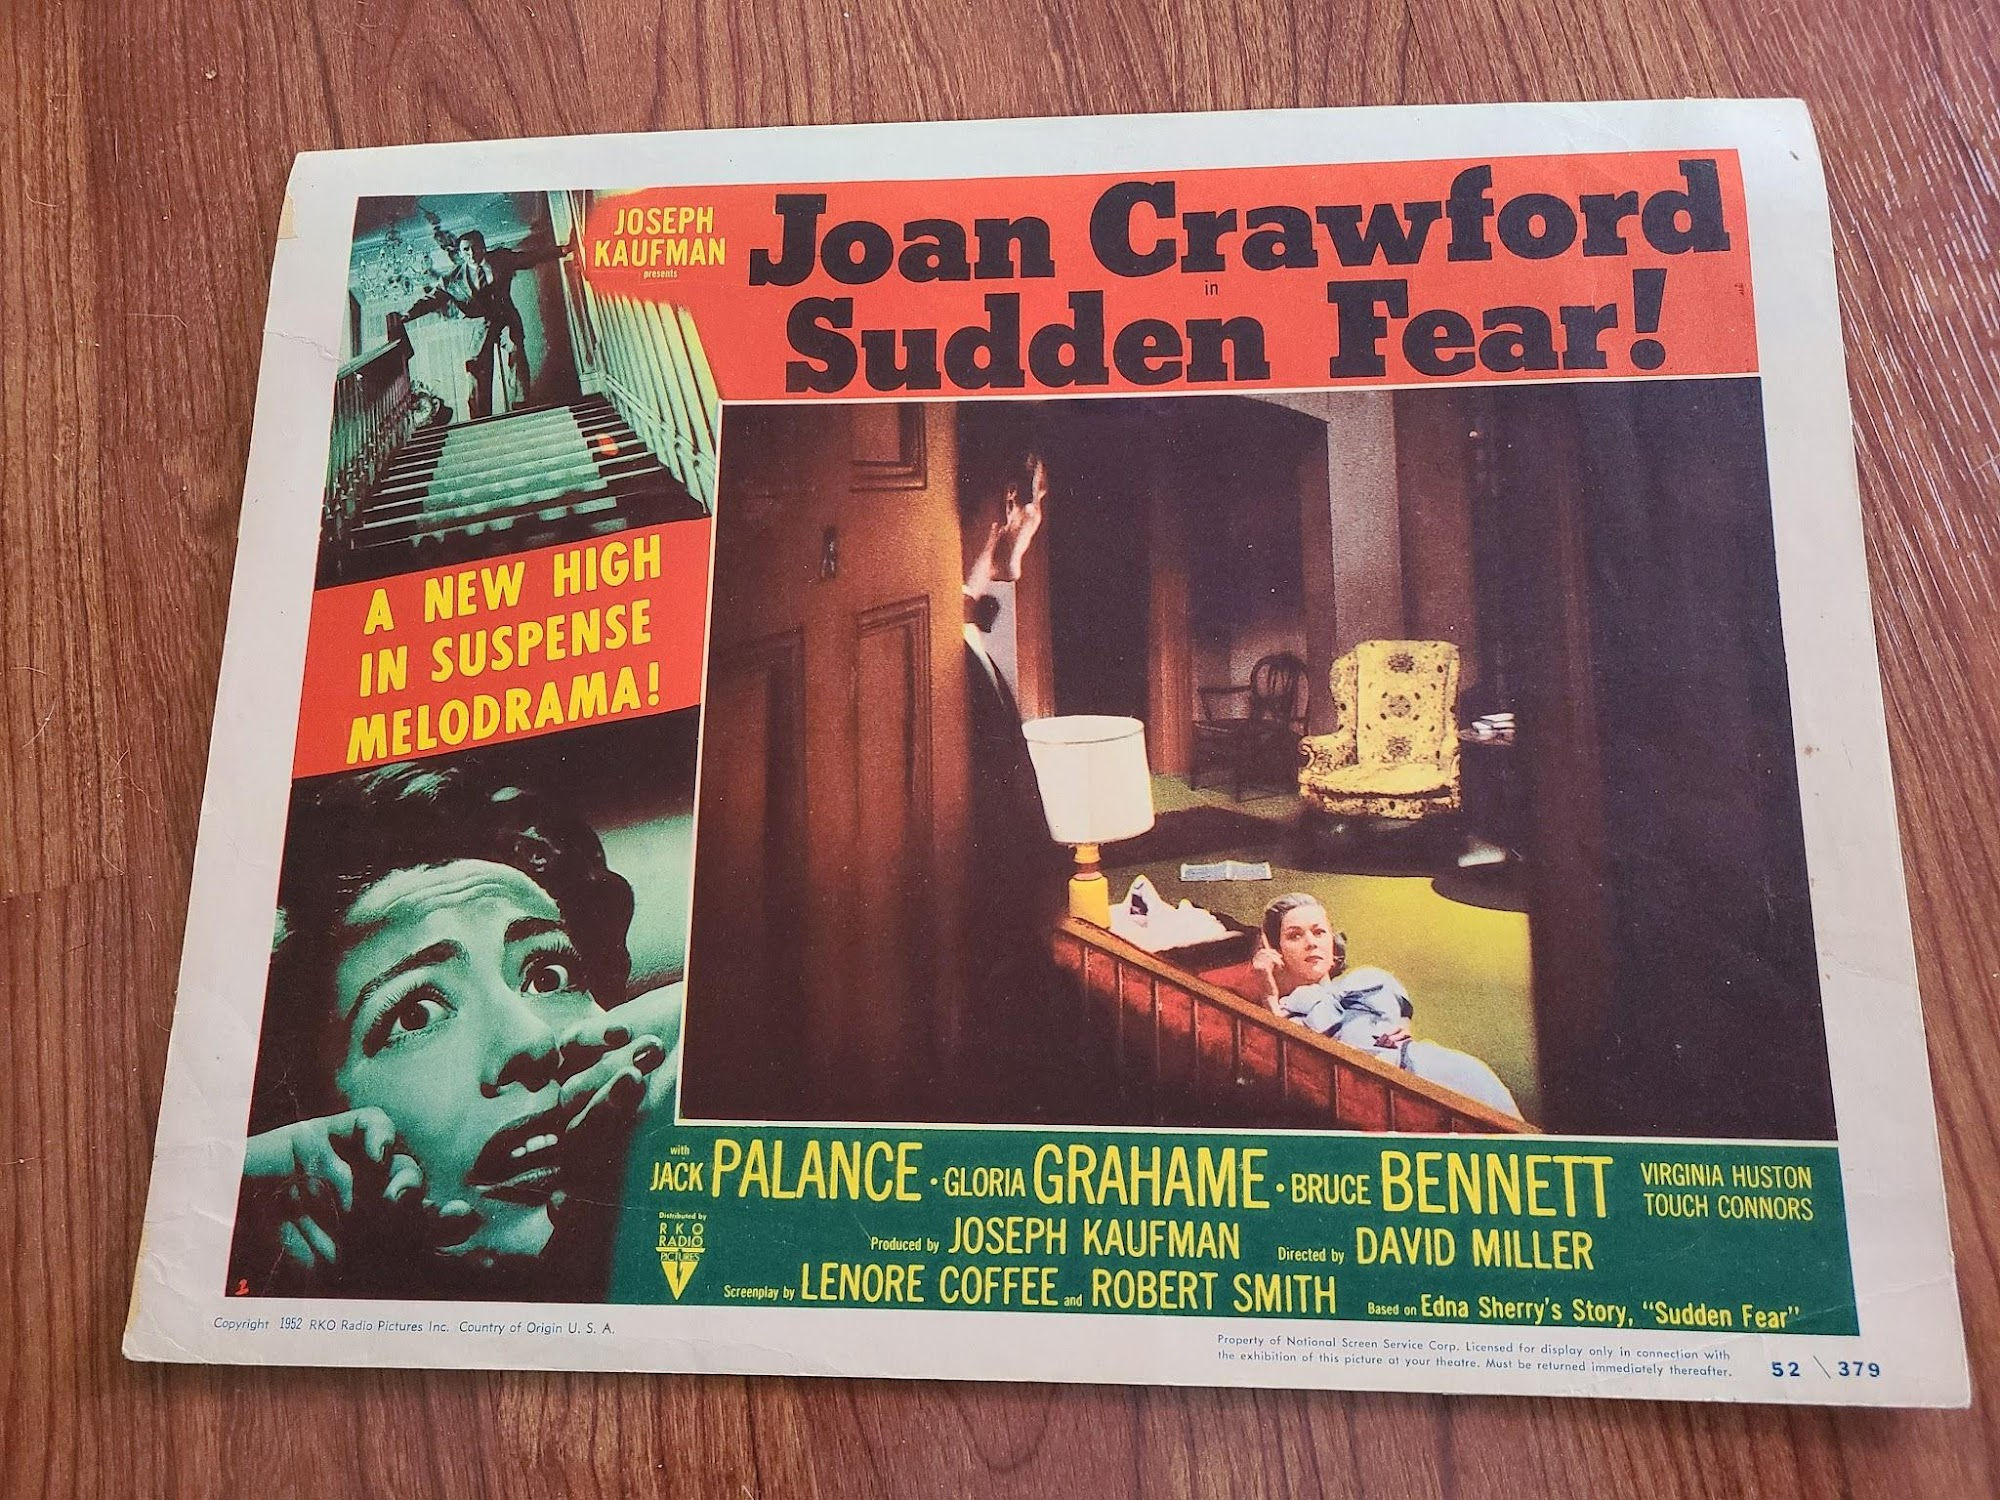 JOSEPH
KAUFMAN
presents
Joan Crawford
in
Sudden Fear!
A NEW HIGH
IN SUSPENSE
MELODRAMA!
with
JACK PALANCE · GLORIA GRAHAME · BRUCE BENNETT
VIRGINIA HUSTON
TOUCH CONNORS
Distributed by
RKO
RADIO
PICTURES
Produced by JOSEPH KAUFMAN Directed by DAVID MILLER
Screenplay by LENORE COFFEE and ROBERT SMITH Based on Edna Sherry's Story, "Sudden Fear"
2
Copyright 1952 RKO Radio Pictures Inc. Country of Origin U. S. A.
Property of National Screen Service Corp. Licensed for display only in connection with
the exhibition of this picture at your theatre. Must be returned immediately thereafter.
52 \ 379